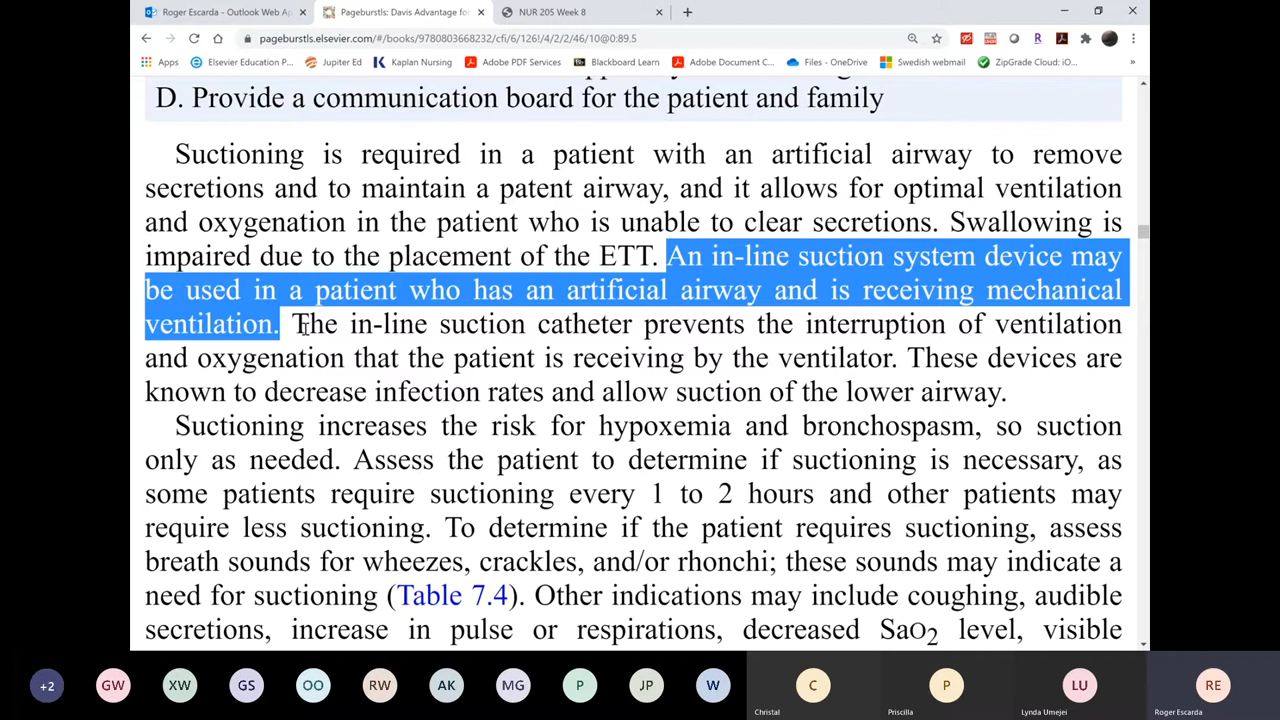 Roger Escarda - Outlook Web Ap
Pageburstls: Davis Advantage for
NUR 205 Week 8
pageburstls.elsevier.com/#/books/9780803668232/cfi/6/126!/4/2/2/46/10@0:89.5
Apps
Elsevier Education P...
Jupiter Ed
Kaplan Nursing
Adobe PDF Services
Blackboard Learn
Adobe Document C...
Files - OneDrive
Swedish webmail
ZipGrade Cloud: iO...
D. Provide a communication board for the patient and family
Suctioning is required in a patient with an artificial airway to remove
secretions and to maintain a patent airway, and it allows for optimal ventilation
and oxygenation in the patient who is unable to clear secretions. Swallowing is
impaired due to the placement of the ETT. An in-line suction system device may
be used in a patient who has an artificial airway and is receiving mechanical
ventilation. The in-line suction catheter prevents the interruption of ventilation
and oxygenation that the patient is receiving by the ventilator. These devices are
known to decrease infection rates and allow suction of the lower airway.
Suctioning increases the risk for hypoxemia and bronchospasm, so suction
only as needed. Assess the patient to determine if suctioning is necessary, as
some patients require suctioning every 1 to 2 hours and other patients may
require less suctioning. To determine if the patient requires suctioning, assess
breath sounds for wheezes, crackles, and/or rhonchi; these sounds may indicate a
need for suctioning (Table 7.4). Other indications may include coughing, audible
secretions, increase in pulse or respirations, decreased SaO2 level, visible
+2
GW
XW
GS
OO
RW
AK
MG
P
JP
W
C
P
LU
RE
Christal
Priscilla
Lynda Umejei
Roger Escarda